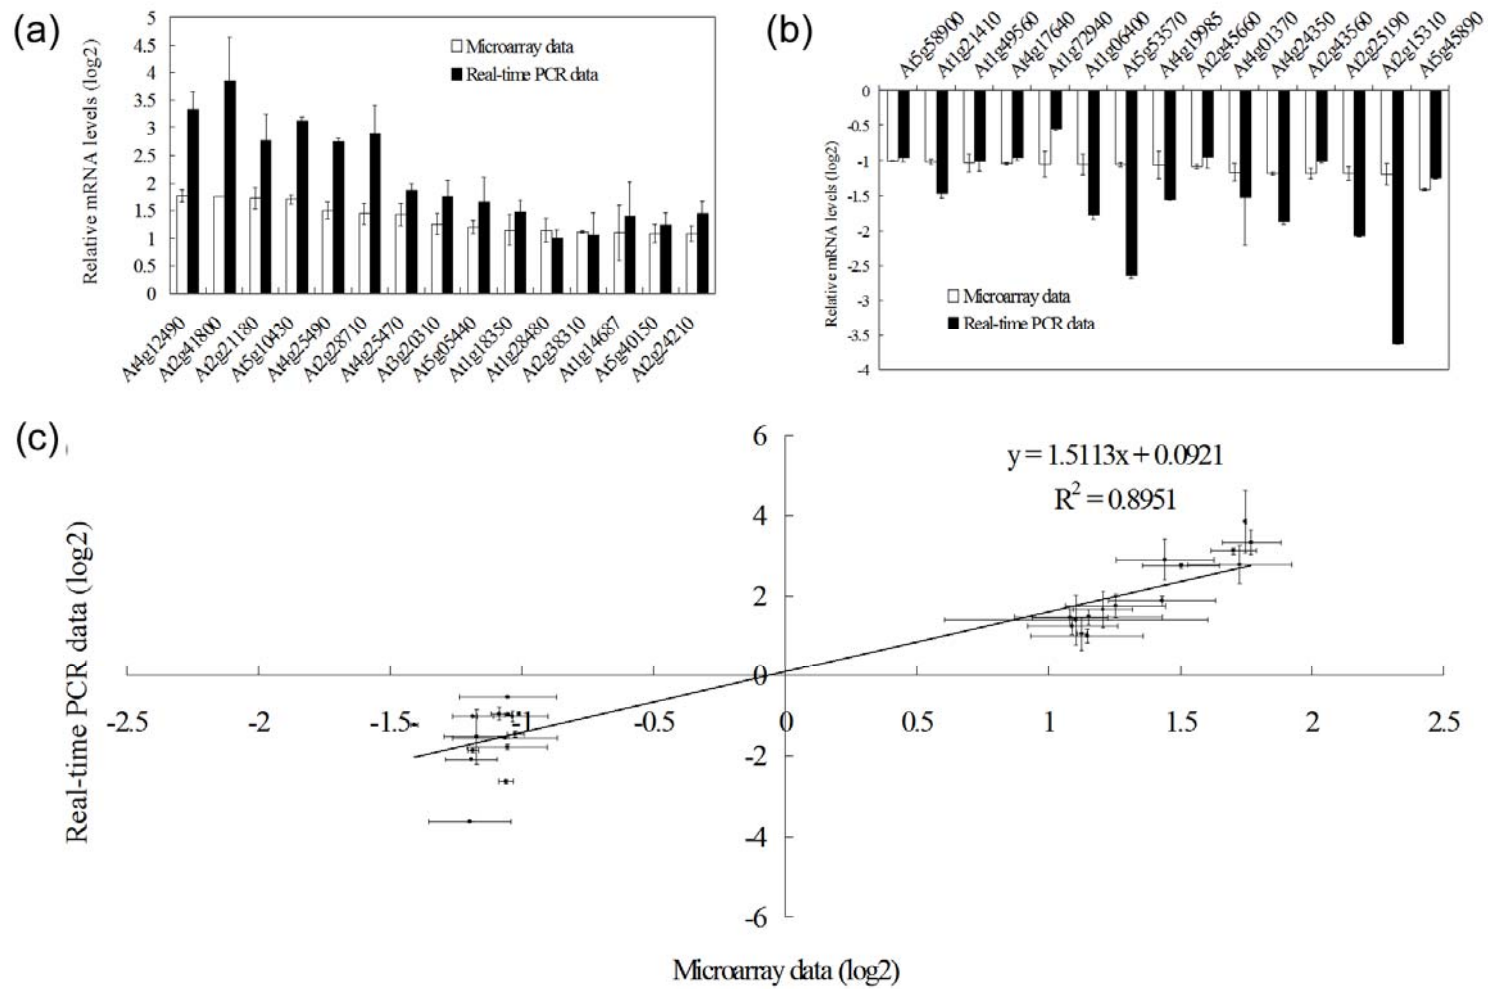 (a)
Relative mRNA levels (log2)
5
4.5
4
3.5
3
2.5
2
1.5
1
0.5
0
Microarray data
Real-time PCR data
At4g12490
At2g41800
At2g21180
At5g10430
At4g25490
At2g28710
At4g25470
At3g20310
At5g05440
At1g18350
At1g28480
At2g38310
At1g14687
At5g40150
At2g24210
(b)
At5g58900
At1g21410
At1g49560
At4g17640
At1g72940
At1g06400
At5g53570
At4g19985
At2g45660
At4g01370
At4g24350
At2g43560
At2g25190
At2g15310
At5g45890
Relative mRNA levels (log2)
0
-0.5
-1
-1.5
-2
-2.5
-3
-3.5
-4
Microarray data
Real-time PCR data
(c)
Real-time PCR data (log2)
6
4
2
0
-2
-4
-6
y = 1.5113x + 0.0921
R² = 0.8951
-2.5 -2 -1.5 -1 -0.5 0 0.5 1 1.5 2 2.5
Microarray data (log2)